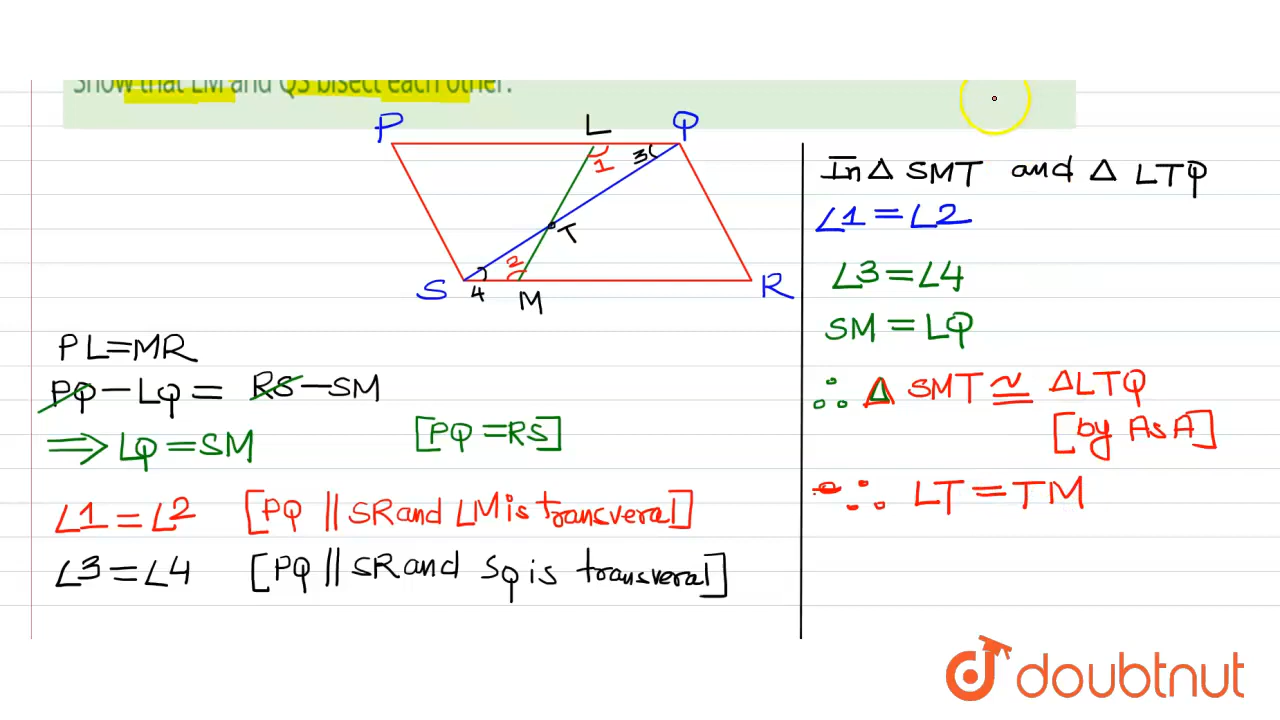 Show that LM and QS bisect each other.
P L Q
1 3
T
2
S 4 M R
PL=MR
PQ-LQ= RS-SM
⇒ LQ=SM [PQ=RS]
∠1=∠2 [PQ || SR and LM is transveral]
∠3=∠4 [PQ || SR and SQ is transveral]
In Δ SMT and Δ LTQ
∠1=∠2
∠3=∠4
SM=LQ
∴ Δ SMT ≅ ΔLTQ
[by AsA]
∴ LT=TM
doubtnut